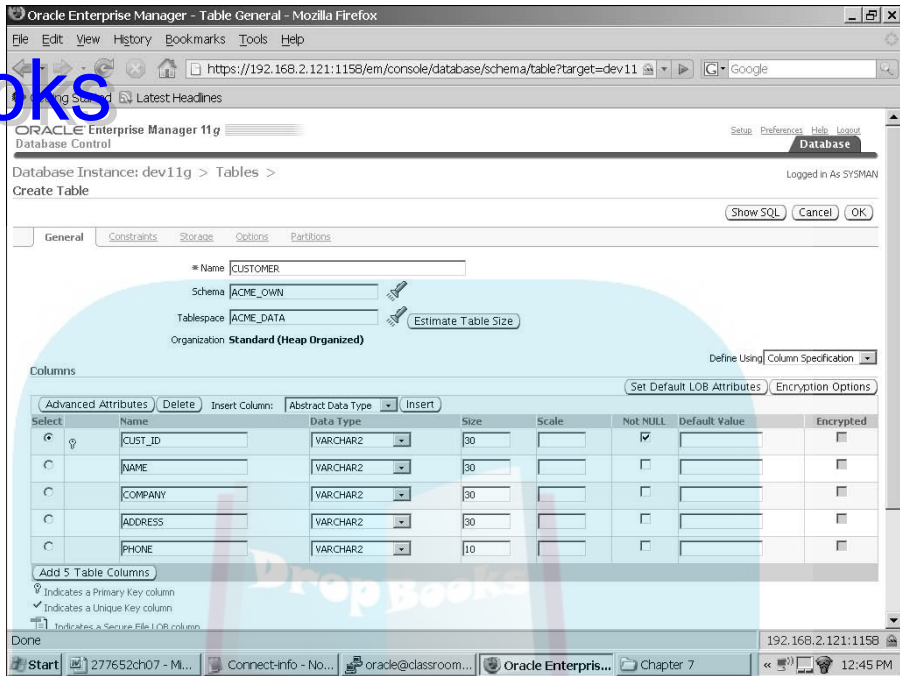 Oracle Enterprise Manager - Table General - Mozilla Firefox
File Edit View History Bookmarks Tools Help
https://192.168.2.121:1158/em/console/database/schema/table?target=dev11
G Google
oks
Latest Headlines
ORACLE Enterprise Manager 11g
Database Control
Setup Preferences Help Logout
Database
Database Instance: dev11g > Tables >
Logged in As SYSMAN
Create Table
Show SQL Cancel OK
General Constraints Storage Options Partitions
* Name CUSTOMER
Schema ACME_OWN
Tablespace ACME_DATA Estimate Table Size
Organization Standard (Heap Organized)
Define Using Column Specification
Columns
Set Default LOB Attributes Encryption Options
Advanced Attributes Delete Insert Column: Abstract Data Type Insert
Select Name Data Type Size Scale Not NULL Default Value Encrypted
CUST_ID VARCHAR2 30
NAME VARCHAR2 30
COMPANY VARCHAR2 30
ADDRESS VARCHAR2 30
PHONE VARCHAR2 10
Add 5 Table Columns
Indicates a Primary Key column
Indicates a Unique Key column
Indicates a Secure File LOB column
DropBooks
Done 192.168.2.121:1158
Start 277652ch07 - M... Connect-info - No... oracle@classroom... Oracle Enterpris... Chapter 7 « 12:45 PM